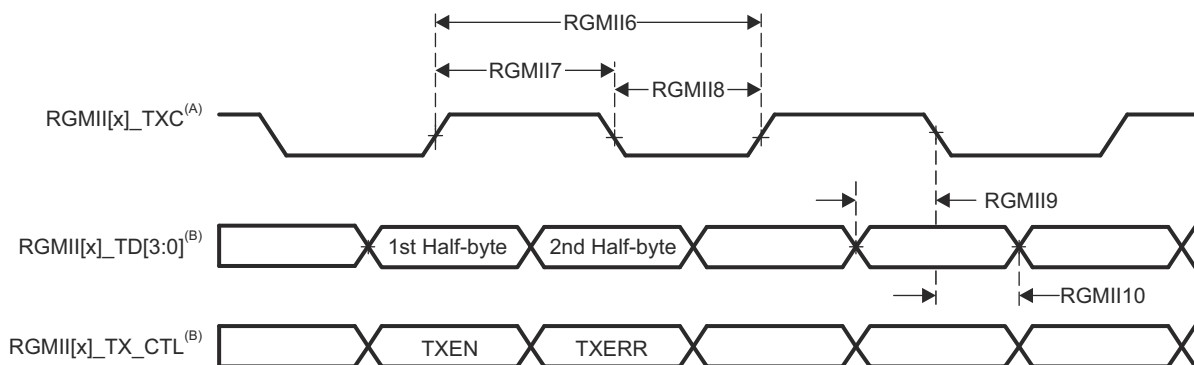 RGMII6
RGMII7
RGMII8
RGMII[x]_TXC(A)
RGMII9
RGMII[x]_TD[3:0](B)
1st Half-byte
2nd Half-byte
RGMII10
RGMII[x]_TX_CTL(B)
TXEN
TXERR